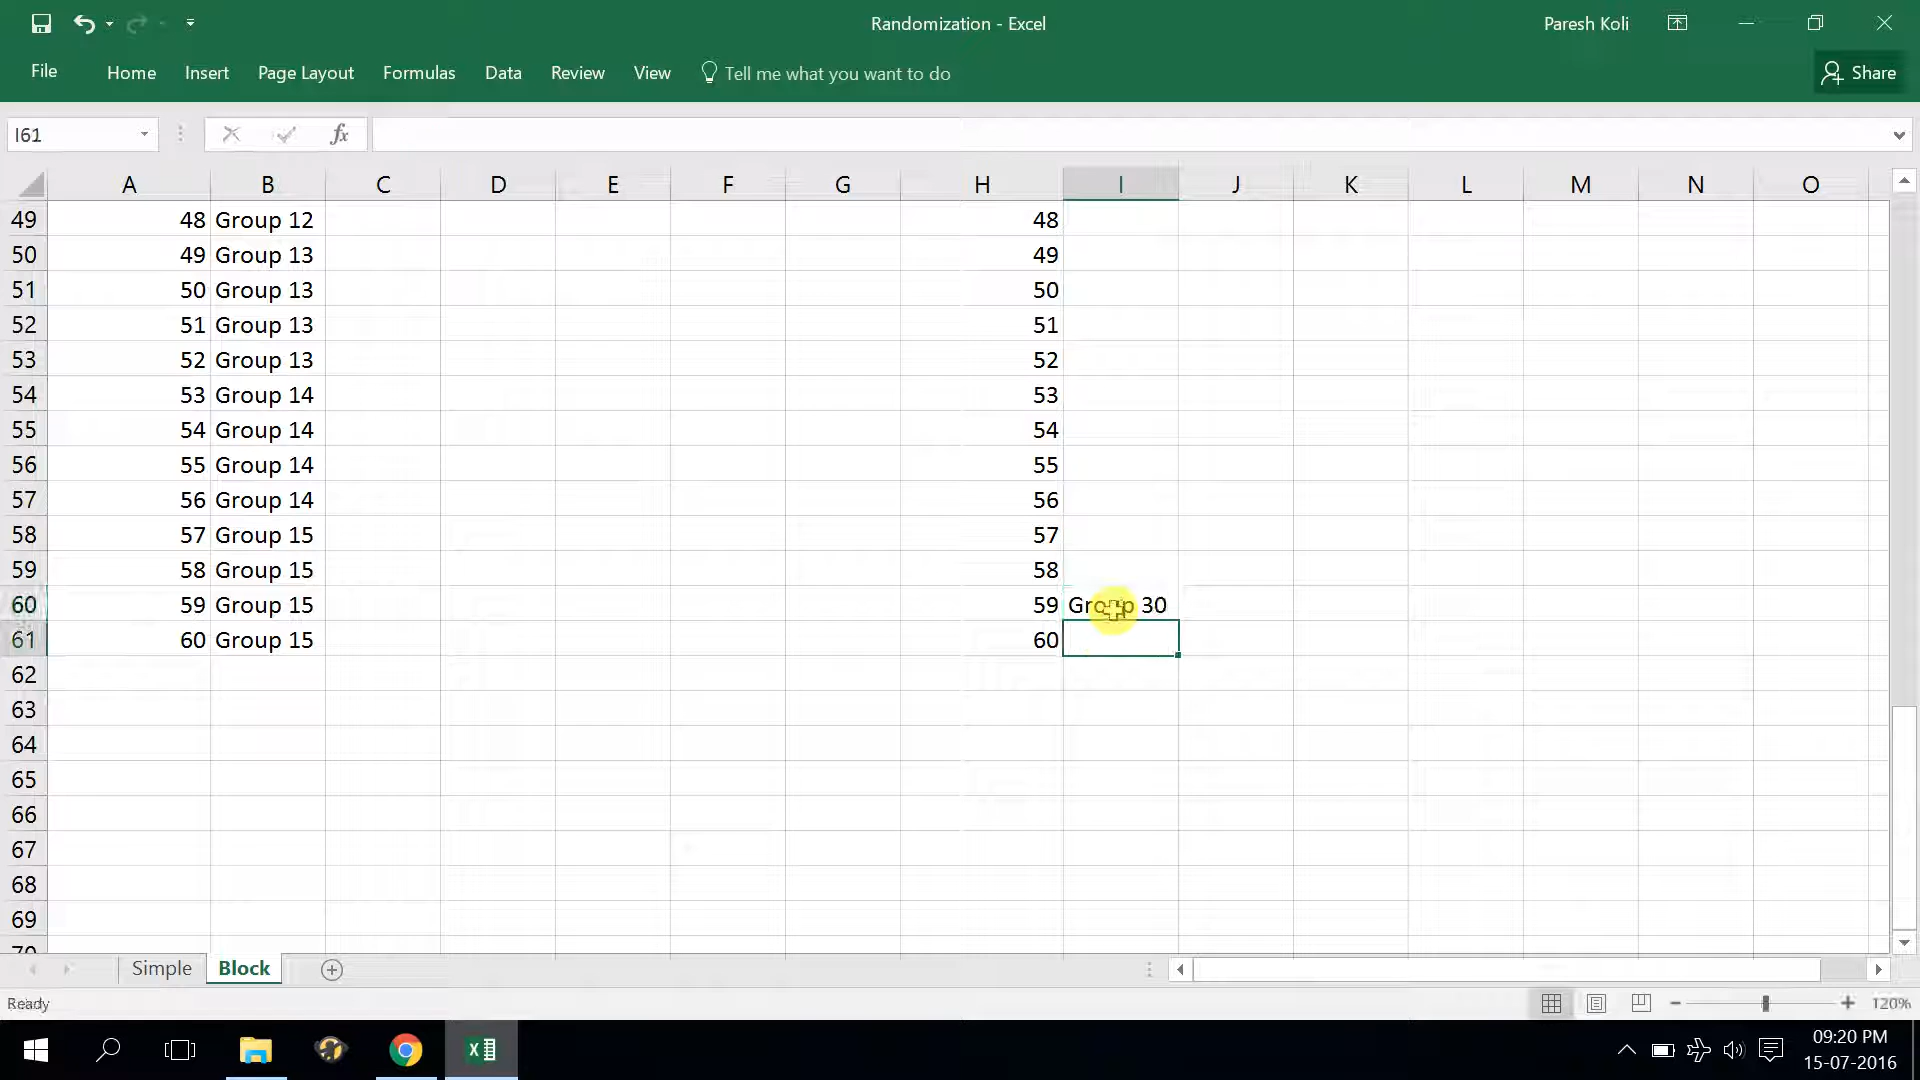 Randomization - Excel
Paresh Koli
File Home Insert Page Layout Formulas Data Review View Tell me what you want to do Share
I61 fx
A B C D E F G H I J K L M N O
49 48 Group 12 48
50 49 Group 13 49
51 50 Group 13 50
52 51 Group 13 51
53 52 Group 13 52
54 53 Group 14 53
55 54 Group 14 54
56 55 Group 14 55
57 56 Group 14 56
58 57 Group 15 57
59 58 Group 15 58
60 59 Group 15 59 Group 30
61 60 Group 15 60
62
63
64
65
66
67
68
69
70
Simple Block
Ready 120%
09:20 PM
15-07-2016